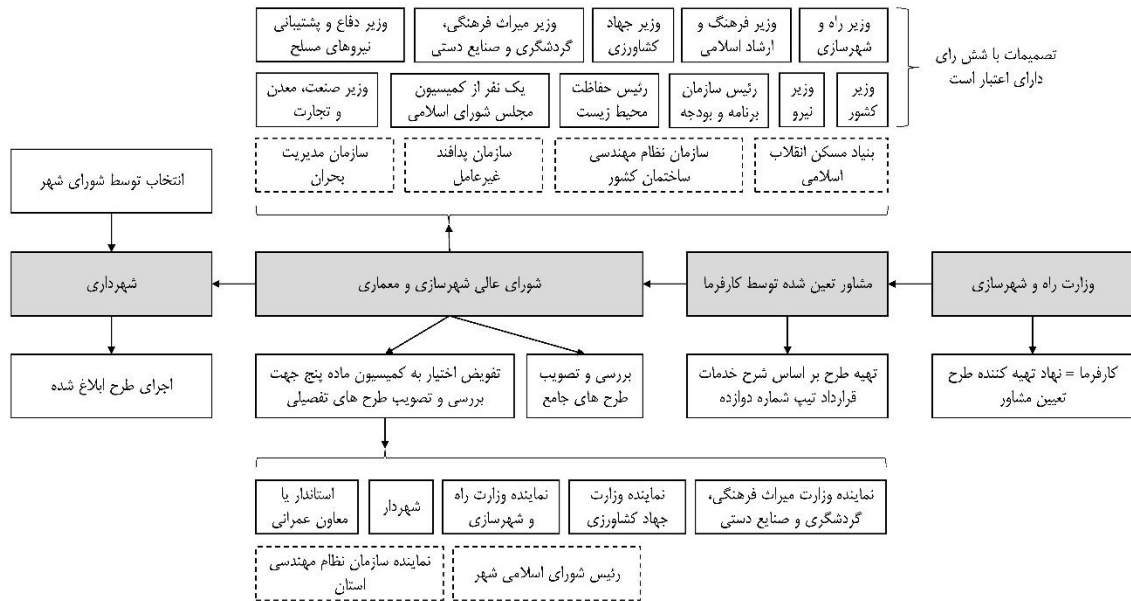 وزیر راه و
شهرسازی
وزیر فرهنگ و
ارشاد اسلامی
وزیر جهاد
کشاورزی
وزیر میراث فرهنگی،
گردشگری و صنایع دستی
وزیر دفاع و پشتیبانی
نیروهای مسلح
تصمیمات با شش رای
دارای اعتبار است
وزیر
کشور
وزیر
نیرو
رئیس سازمان
برنامه و بودجه
رئیس حفاظت
محیط زیست
یک نفر از کمیسیون
مجلس شورای اسلامی
وزیر صنعت، معدن
و تجارت
بنیاد مسکن انقلاب
اسلامی
سازمان نظام مهندسی
ساختمان کشور
سازمان پدافند
غیرعامل
سازمان مدیریت
بحران
انتخاب توسط شورای شهر
وزارت راه و شهرسازی
مشاور تعین شده توسط کارفرما
شورای عالی شهرسازی و معماری
شهرداری
کارفرما = نهاد تهیه کننده طرح
تعیین مشاور
تهیه طرح بر اساس شرح خدمات
قرارداد تیپ شماره دوازده
بررسی و تصویب
طرح های جامع
تفویض اختیار به کمیسیون ماده پنج جهت
بررسی و تصویب طرح های تفصیلی
اجرای طرح ابلاغ شده
نماینده وزارت میراث فرهنگی،
گردشگری و صنایع دستی
نماینده وزارت
جهاد کشاورزی
نماینده وزارت راه
و شهرسازی
شهردار
استاندار یا
معاون عمرانی
رئیس شورای اسلامی شهر
نماینده سازمان نظام مهندسی
استان